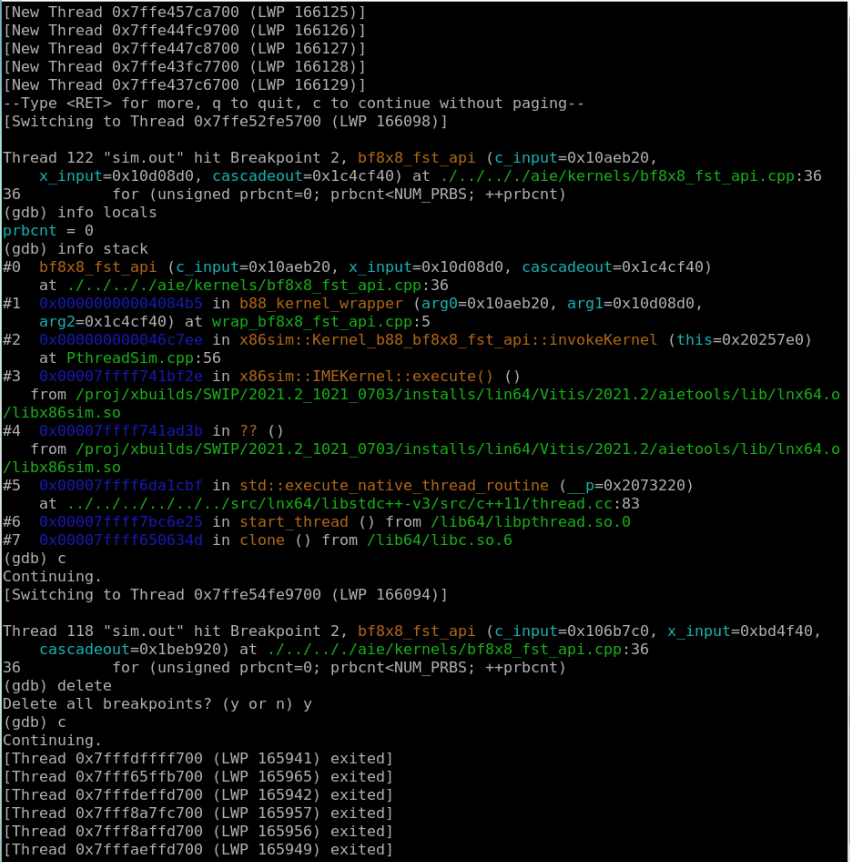 [New Thread 0x7ffe457ca700 (LWP 166125)]
[New Thread 0x7ffe44fc9700 (LWP 166126)]
[New Thread 0x7ffe447c8700 (LWP 166127)]
[New Thread 0x7ffe43fc7700 (LWP 166128)]
[New Thread 0x7ffe437c6700 (LWP 166129)]
--Type <RET> for more, q to quit, c to continue without paging--
[Switching to Thread 0x7ffe52fe5700 (LWP 166098)]

Thread 122 "sim.out" hit Breakpoint 2, bf8x8_fst_api (c_input=0x10aeb20,
    x_input=0x10d08d0, cascadeout=0x1c4cf40) at ./../.././aie/kernels/bf8x8_fst_api.cpp:36
36          for (unsigned prbcnt=0; prbcnt<NUM_PRBS; ++prbcnt)
(gdb) info locals
prbcnt = 0
(gdb) info stack
#0  bf8x8_fst_api (c_input=0x10aeb20, x_input=0x10d08d0, cascadeout=0x1c4cf40)
    at ./../.././aie/kernels/bf8x8_fst_api.cpp:36
#1  0x00000000004084b5 in b88_kernel_wrapper (arg0=0x10aeb20, arg1=0x10d08d0,
    arg2=0x1c4cf40) at wrap_bf8x8_fst_api.cpp:5
#2  0x000000000046c7ee in x86sim::Kernel_b88_bf8x8_fst_api::invokeKernel (this=0x20257e0)
    at PthreadSim.cpp:56
#3  0x00007ffff741bf2e in x86sim::IMEKernel::execute() ()
   from /proj/xbuilds/SWIP/2021.2_1021_0703/installs/lin64/Vitis/2021.2/aietools/lib/lnx64.o
/libx86sim.so
#4  0x00007ffff741ad3b in ?? ()
   from /proj/xbuilds/SWIP/2021.2_1021_0703/installs/lin64/Vitis/2021.2/aietools/lib/lnx64.o
/libx86sim.so
#5  0x00007ffff6da1cbf in std::execute_native_thread_routine (__p=0x2073220)
    at ../../../../../src/lnx64/libstdc++-v3/src/c++11/thread.cc:83
#6  0x00007ffff7bc6e25 in start_thread () from /lib64/libpthread.so.0
#7  0x00007ffff650634d in clone () from /lib64/libc.so.6
(gdb) c
Continuing.
[Switching to Thread 0x7ffe54fe9700 (LWP 166094)]

Thread 118 "sim.out" hit Breakpoint 2, bf8x8_fst_api (c_input=0x106b7c0, x_input=0xbd4f40,
    cascadeout=0x1beb920) at ./../.././aie/kernels/bf8x8_fst_api.cpp:36
36          for (unsigned prbcnt=0; prbcnt<NUM_PRBS; ++prbcnt)
(gdb) delete
Delete all breakpoints? (y or n) y
(gdb) c
Continuing.
[Thread 0x7fffdffff700 (LWP 165941) exited]
[Thread 0x7fff65ffb700 (LWP 165965) exited]
[Thread 0x7fffdeffd700 (LWP 165942) exited]
[Thread 0x7fff8a7fc700 (LWP 165957) exited]
[Thread 0x7fff8affd700 (LWP 165956) exited]
[Thread 0x7fffaeffd700 (LWP 165949) exited]